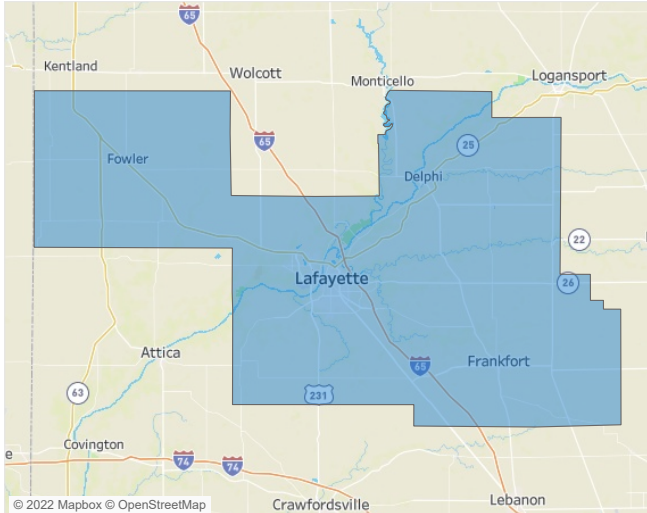 65
Kentland
Wolcott
Monticello
Logansport
65
25
Fowler
Delphi
22
Lafayette
26
Attica
65
Frankfort
63
231
Covington
e
74
74
Lebanon
Crawfordsville
© 2022 Mapbox © OpenStreetMap